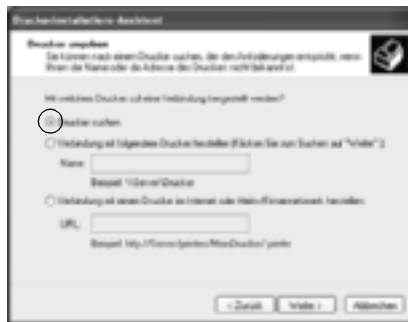 Druckerinstallations-Assistent
Drucker angeben
Sie können nach einem Drucker suchen, der den Anforderungen entspricht, wenn
Ihnen der Name oder die Adresse des Druckers nicht bekannt ist.
Mit welchem Drucker soll eine Verbindung hergestellt werden?
Drucker suchen
Verbindung mit folgendem Drucker herstellen (Klicken Sie zum Suchen auf "Weiter".):
Name:
Beispiel: \\Server\Drucker
Verbindung mit einem Drucker im Internet oder Heim-/Firmennetzwerk herstellen:
URL:
Beispiel: http://Server/printers/MeinDrucker/.printer
< Zurück
Weiter >
Abbrechen